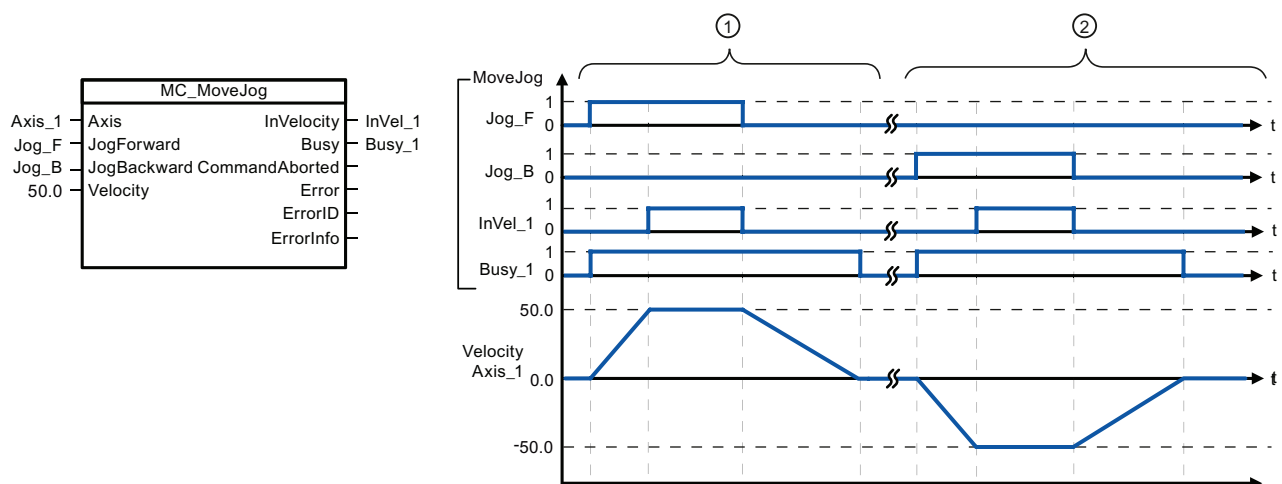 ① ②
MC_MoveJog
Axis_1 Axis InVelocity InVel_1
Jog_F JogForward Busy Busy_1
Jog_B JogBackward CommandAborted
50.0 Velocity Error
ErrorID
ErrorInfo
MoveJog
1
Jog_F
0 t
1
Jog_B
0 t
1
InVel_1
0 t
1
Busy_1 0 t
50.0
Velocity
Axis_1
0.0 t
-50.0